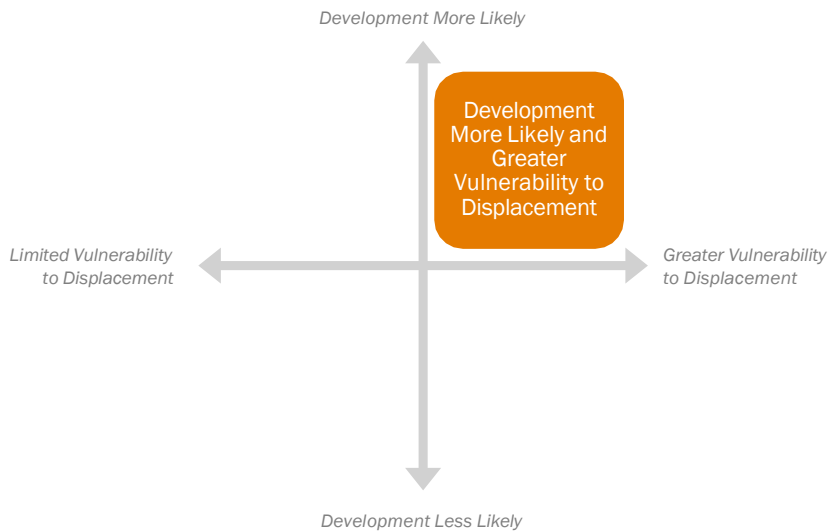 Development More Likely
Development
More Likely and
Greater
Vulnerability to
Displacement
Limited Vulnerability
to Displacement
Greater Vulnerability
to Displacement
Development Less Likely